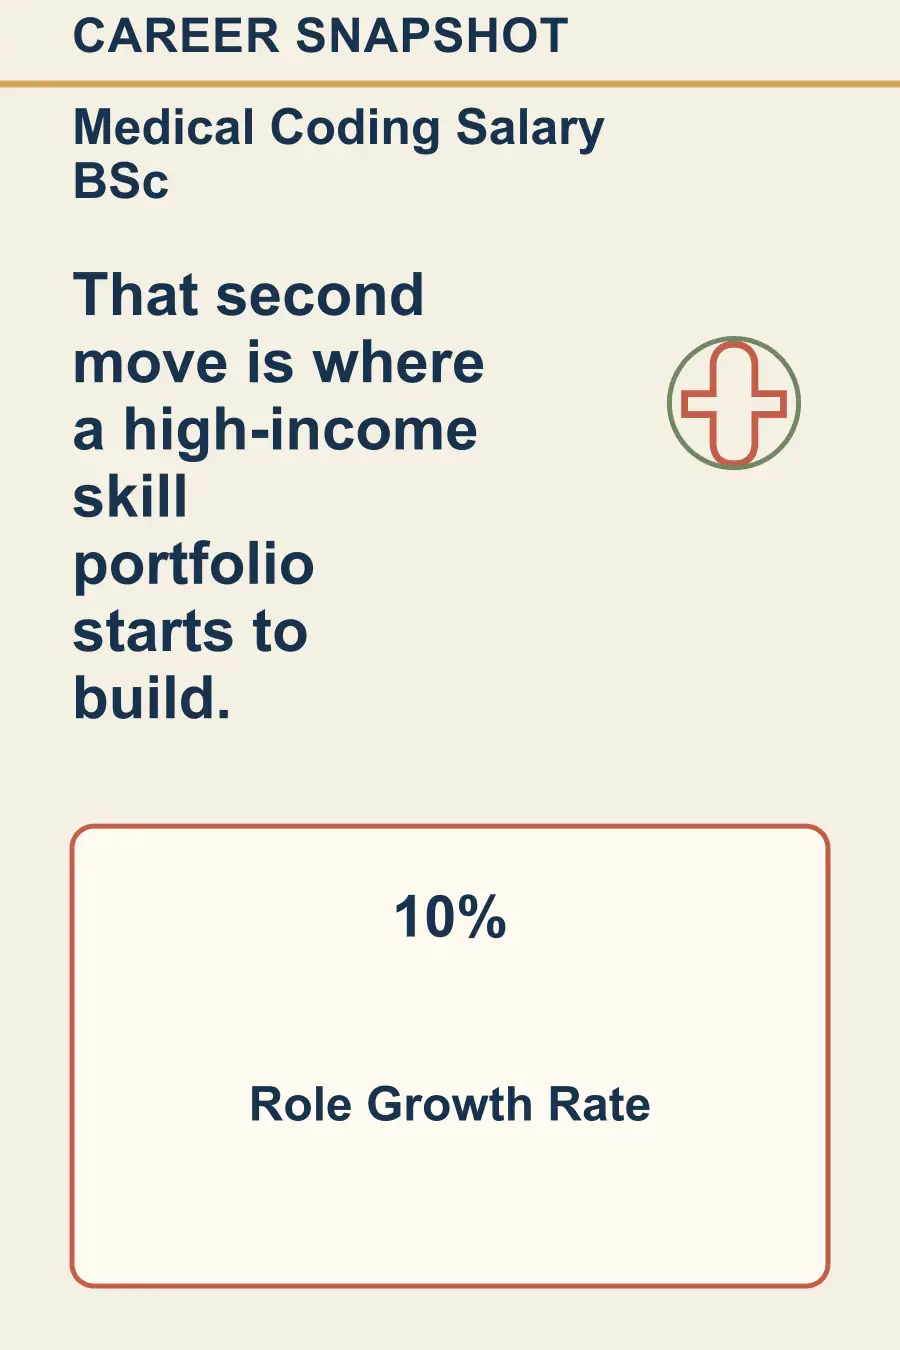 CAREER SNAPSHOT
Medical Coding Salary
BSc
That second
move is where
a high-income
skill
portfolio
starts to
build.
10%
Role Growth Rate